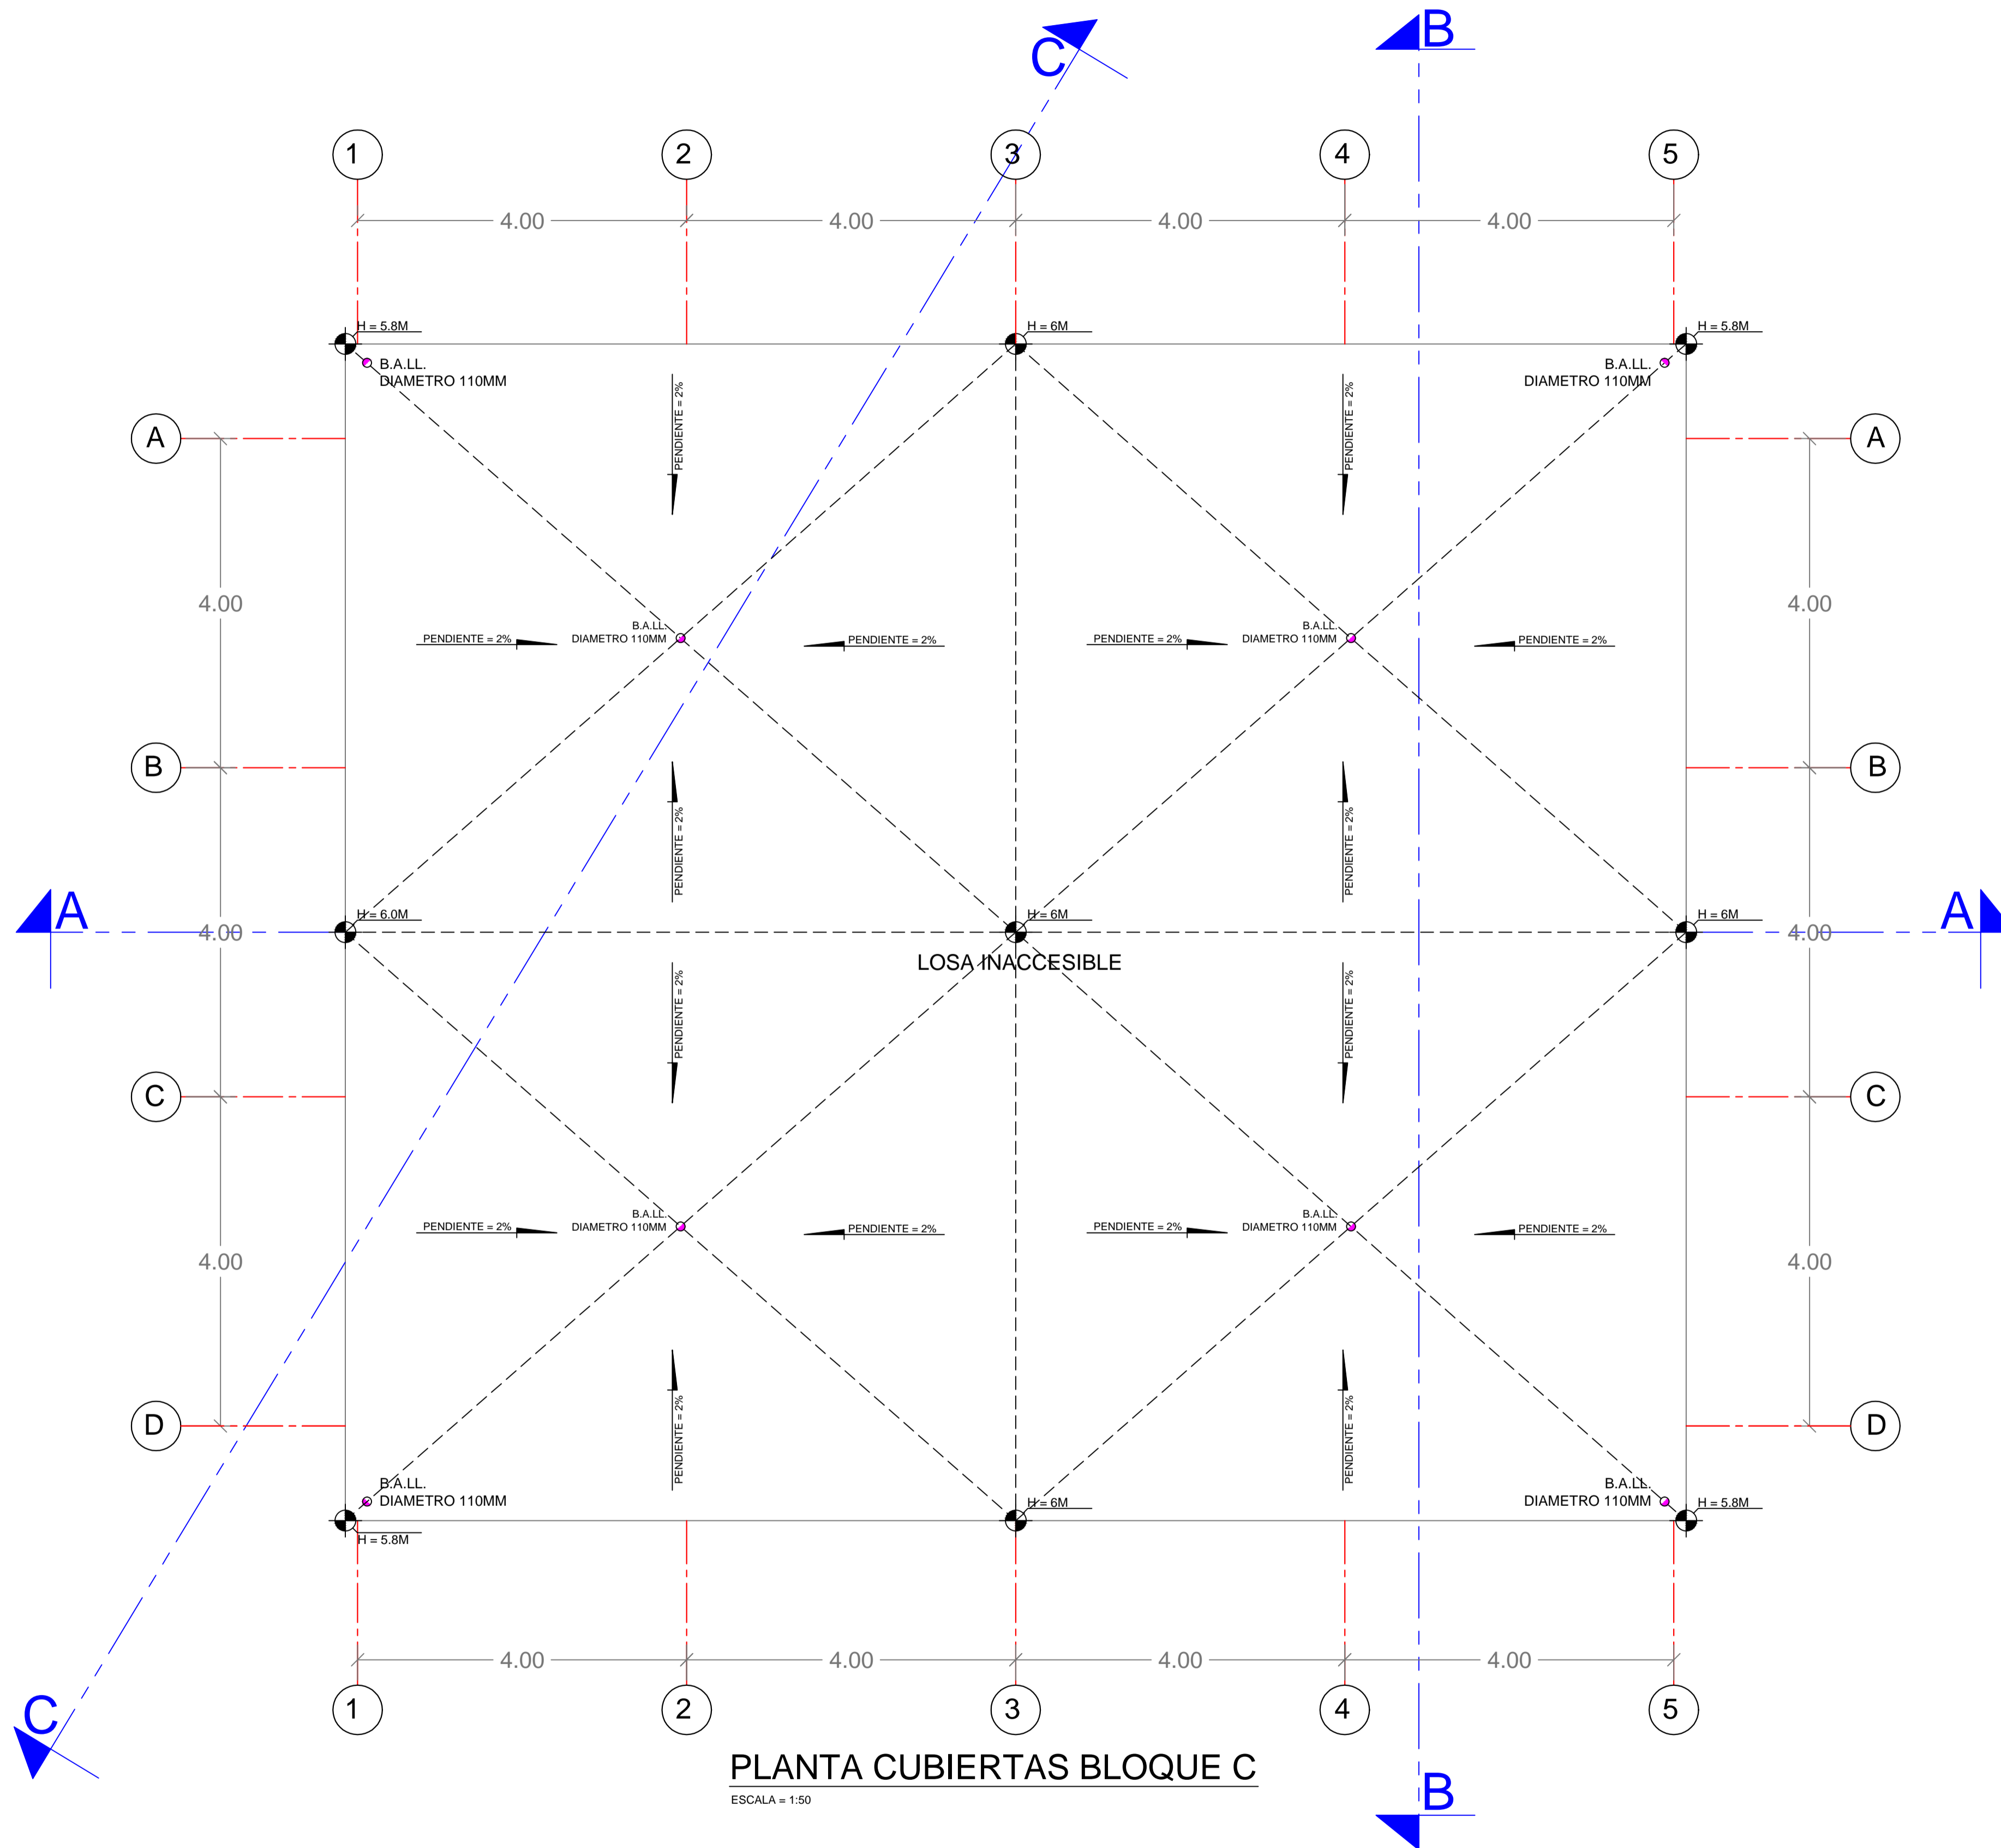 C
B
1
2
3
4
5
4.00
4.00
4.00
4.00
H = 5.8M
H = 6M
H = 5.8M
B.A.LL.
DIAMETRO 110MM
B.A.LL.
DIAMETRO 110MM
PENDIENTE = 2%
PENDIENTE = 2%
A
A
4.00
4.00
B.A.LL.
DIAMETRO 110MM
B.A.LL.
DIAMETRO 110MM
PENDIENTE = 2%
PENDIENTE = 2%
PENDIENTE = 2%
PENDIENTE = 2%
B
B
PENDIENTE = 2%
PENDIENTE = 2%
A
A
4.00
4.00
H = 6.0M
H = 6M
H = 6M
LOSA INACCESIBLE
PENDIENTE = 2%
PENDIENTE = 2%
C
C
B.A.LL.
DIAMETRO 110MM
B.A.LL.
DIAMETRO 110MM
PENDIENTE = 2%
PENDIENTE = 2%
PENDIENTE = 2%
PENDIENTE = 2%
4.00
4.00
D
D
PENDIENTE = 2%
PENDIENTE = 2%
B.A.LL.
DIAMETRO 110MM
B.A.LL.
DIAMETRO 110MM
H = 5.8M
H = 6M
H = 5.8M
4.00
4.00
4.00
4.00
1
2
3
4
5
C
PLANTA CUBIERTAS BLOQUE C
ESCALA = 1:50
B